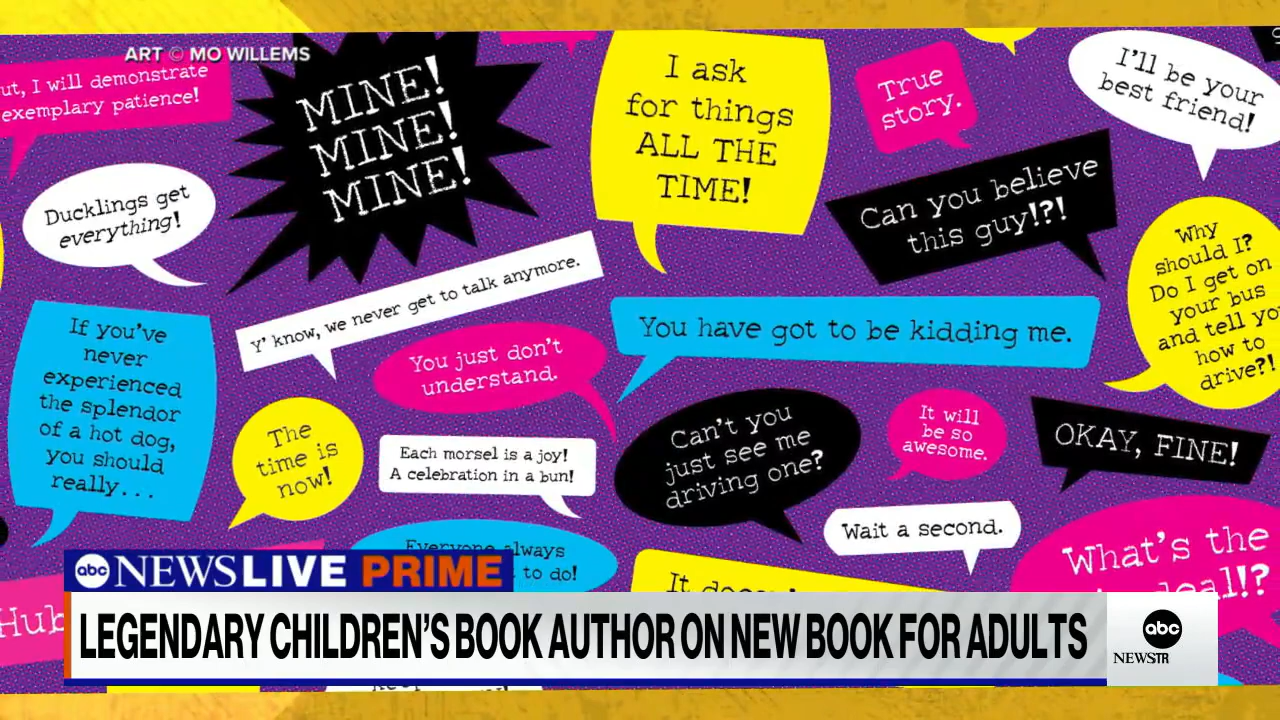 ART © MO WILLEMS
ut, I will demonstrate
exemplary patience!
MINE!
MINE!
MINE!
I ask
for things
ALL THE
TIME!
True
story.
I'll be your
best friend!
Ducklings get
everything!
Can you believe
this guy!?!
Why
should I?
Do I get on
your bus
and tell you
how to
drive?!
Y' know, we never get to talk anymore.
You have got to be kidding me.
If you've
never
experienced
the splendor
of a hot dog,
you should
really...
You just don't
understand.
The
time is
now!
Each morsel is a joy!
A celebration in a bun!
Can't you
just see me
driving one?
It will
be so
awesome.
OKAY, FINE!
Wait a second.
Everyone always
to do!
What's the
deal!?
Hub
abc NEWS LIVE PRIME
LEGENDARY CHILDREN'S BOOK AUTHOR ON NEW BOOK FOR ADULTS
abc
NEWSTR